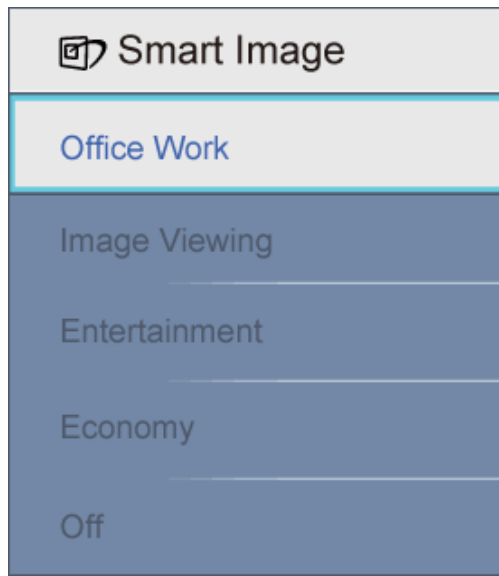 Smart Image
Office Work
Image Viewing
Entertainment
Economy
Off